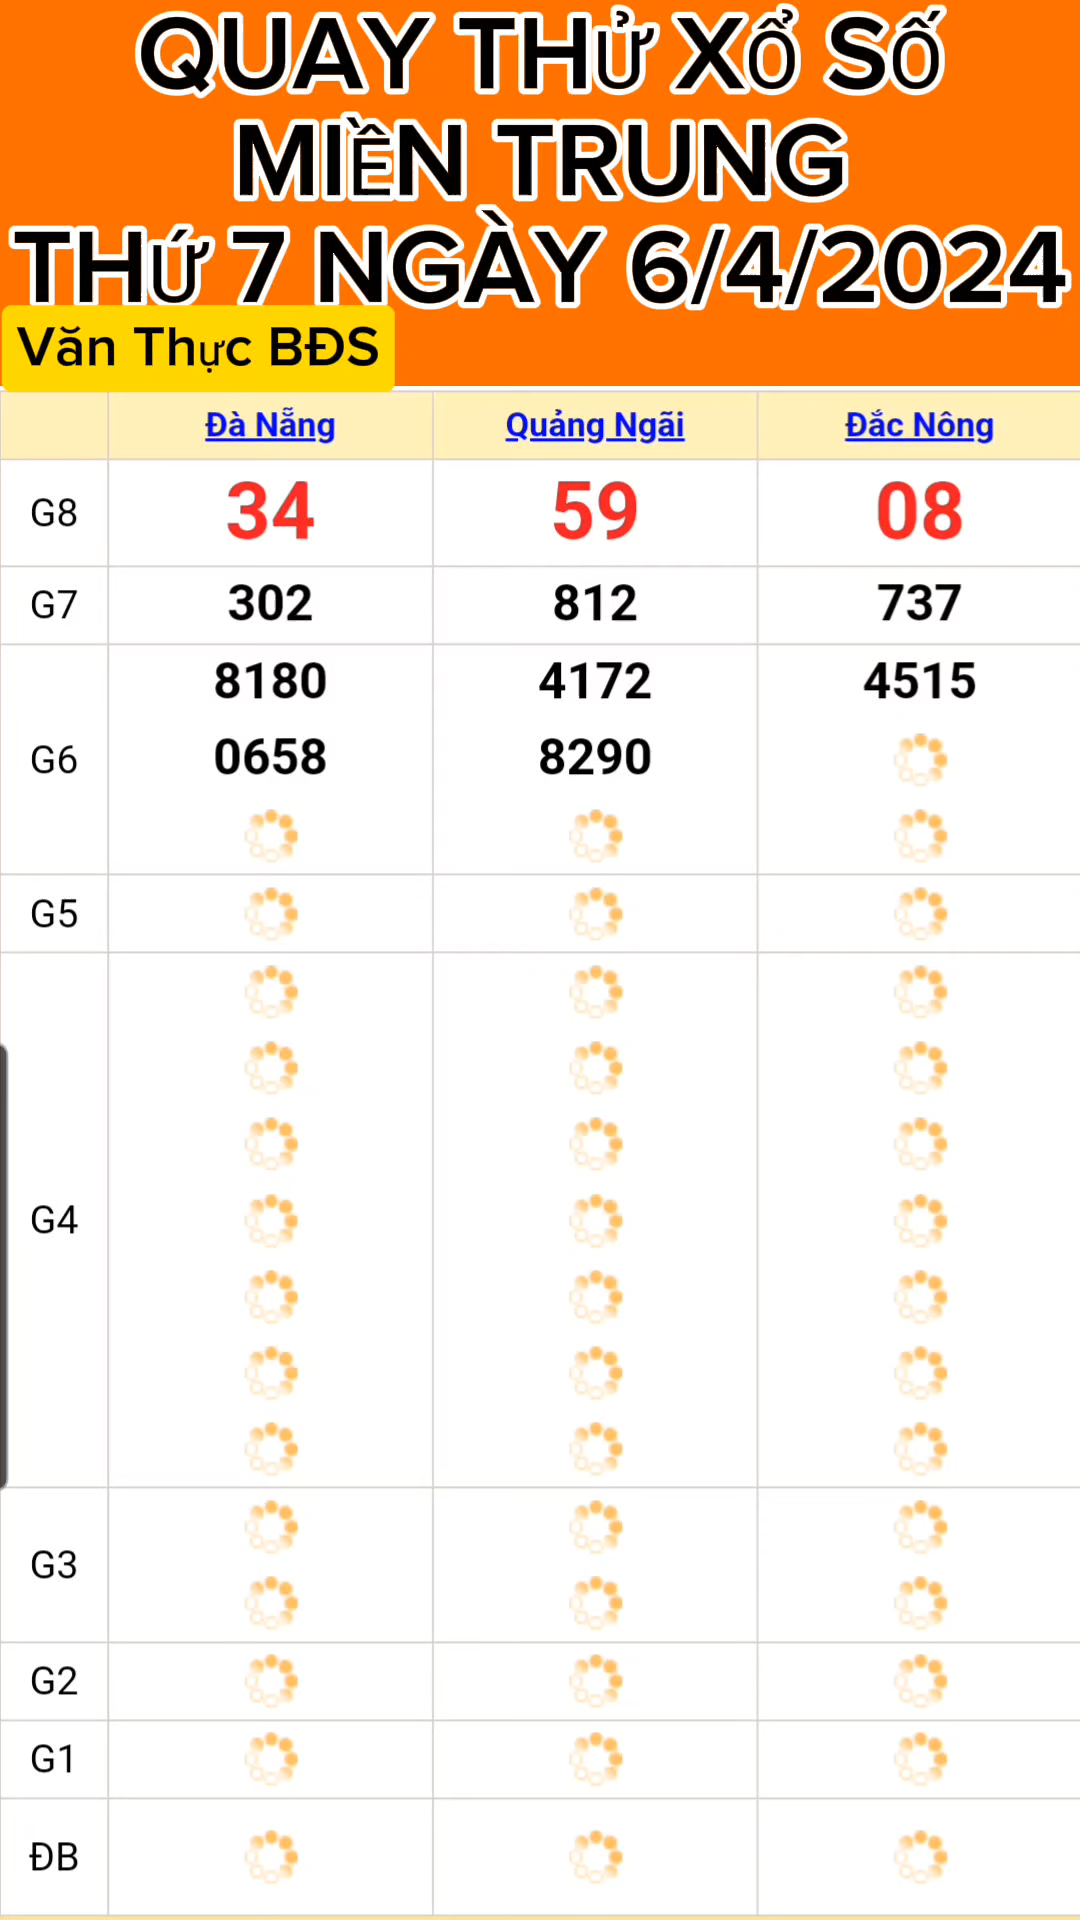 QUAY THỬ XỔ SỐ
MIỀN TRUNG
THỨ 7 NGÀY 6/4/2024
Văn Thực BĐS
Đà Nẵng Quảng Ngãi Đắc Nông
G8 34 59 08
G7 302 812 737
8180 4172 4515
G6 0658 8290
G5
G4
G3
G2
G1
ĐB